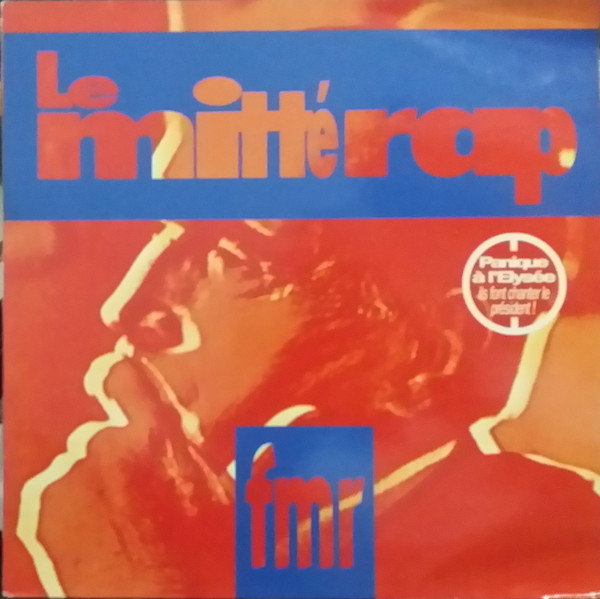 Le
mittérap
Panique
à l'Elysée
ils font chanter le
président !
fmr